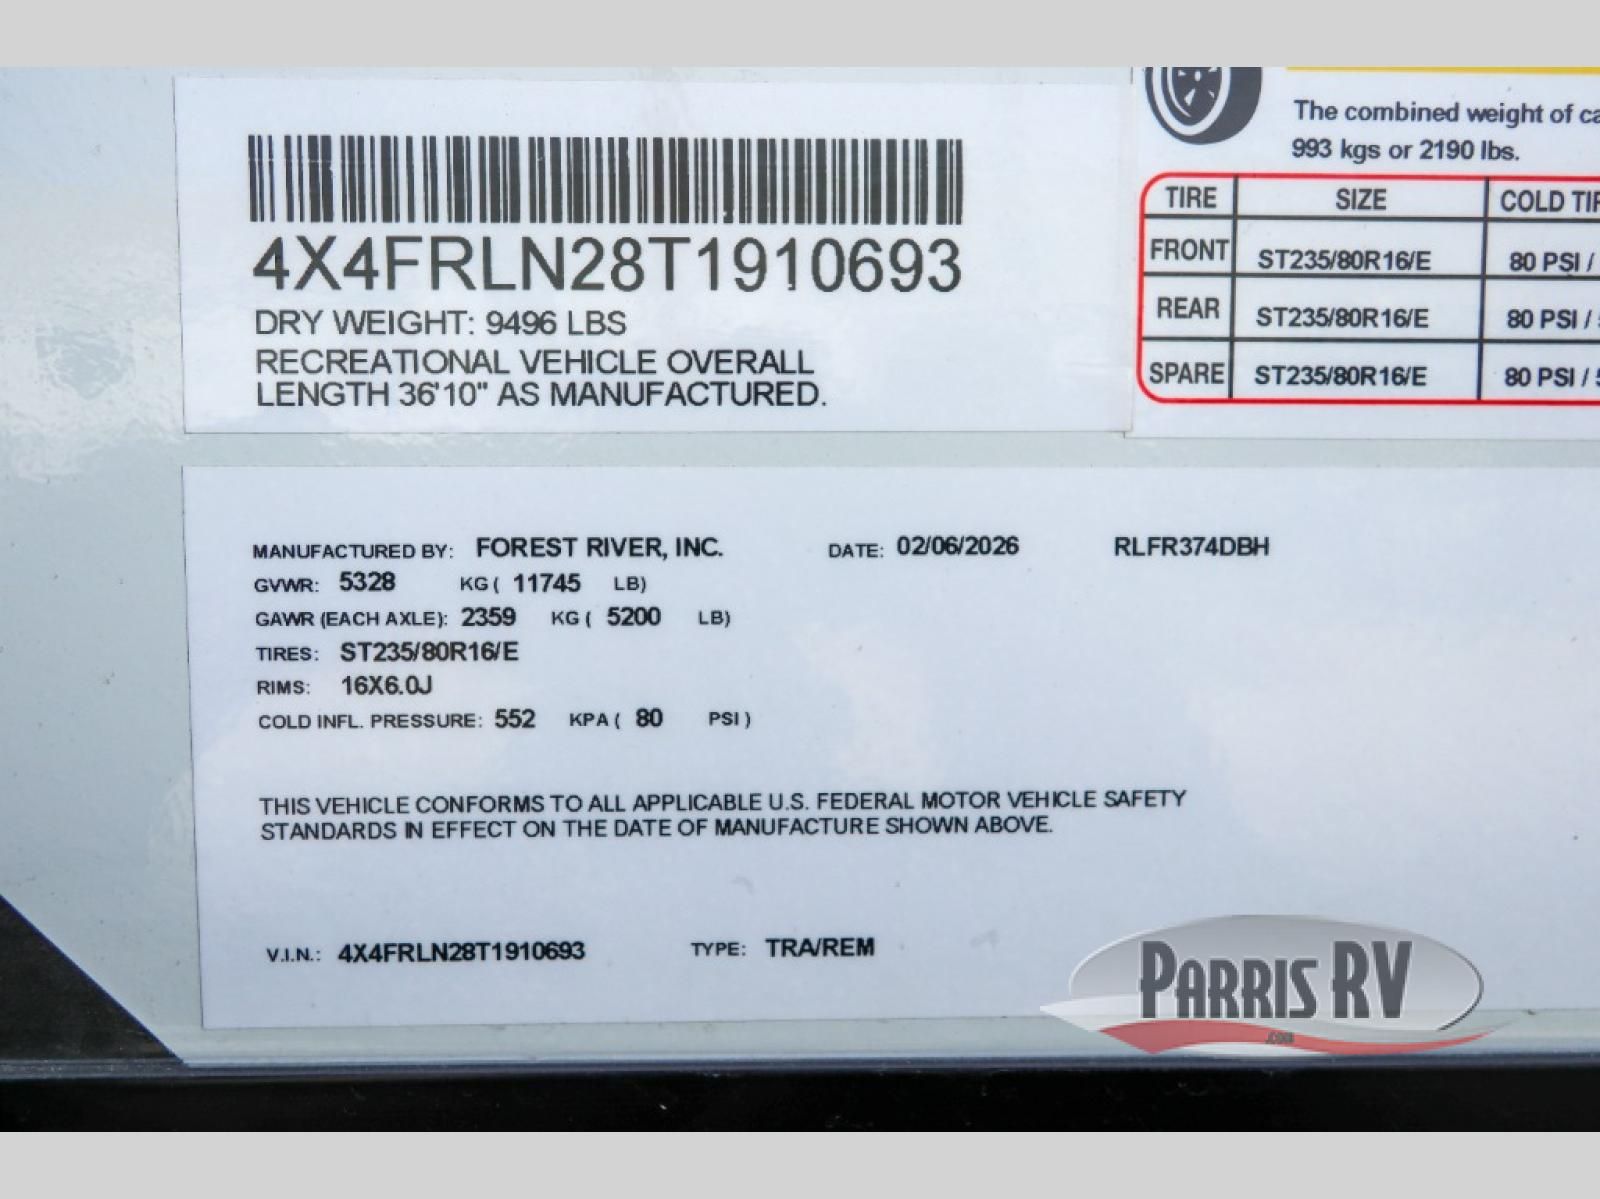 4X4FRLN28T1910693
DRY WEIGHT: 9496 LBS
RECREATIONAL VEHICLE OVERALL
LENGTH 36'10" AS MANUFACTURED.
The combined weight of
993 kgs or 2190 lbs.
TIRE SIZE COLD
FRONT ST235/80R16/E 80 PSI /
REAR ST235/80R16/E 80 PSI /
SPARE ST235/80R16/E 80 PSI /
MANUFACTURED BY: FOREST RIVER, INC. DATE: 02/06/2026 RLFR374DBH
GVWR: 5328 KG ( 11745 LB)
GAWR (EACH AXLE): 2359 KG ( 5200 LB)
TIRES: ST235/80R16/E
RIMS: 16X6.0J
COLD INFL. PRESSURE: 552 KPA ( 80 PSI )
THIS VEHICLE CONFORMS TO ALL APPLICABLE U.S. FEDERAL MOTOR VEHICLE SAFETY
STANDARDS IN EFFECT ON THE DATE OF MANUFACTURE SHOWN ABOVE.
V.I.N.: 4X4FRLN28T1910693 TYPE: TRA/REM
PARRIS RV
.COM